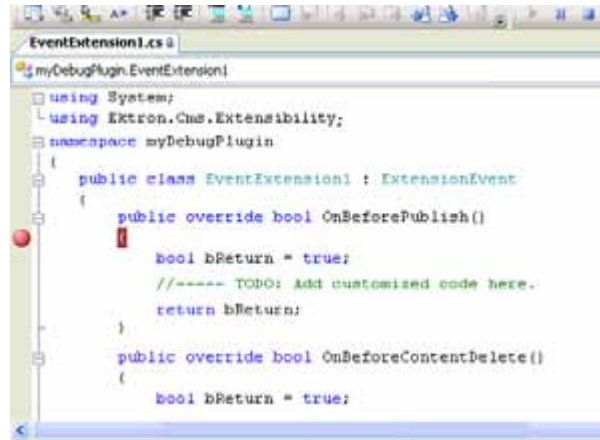 EventExtension1.cs
myDebugPlugin.EventExtension1
using System;
using Ektron.Cms.Extensibility;
namespace myDebugPlugin
{
public class EventExtension1 : ExtensionEvent
{
public override bool OnBeforePublish()
{
bool bReturn = true;
//----- TODO: Add customized code here.
return bReturn;
}
public override bool OnBeforeContentDelete()
{
bool bReturn = true;